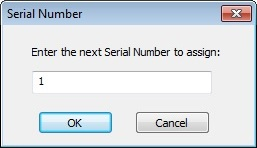 Serial Number
Enter the next Serial Number to assign:
1
OK
Cancel